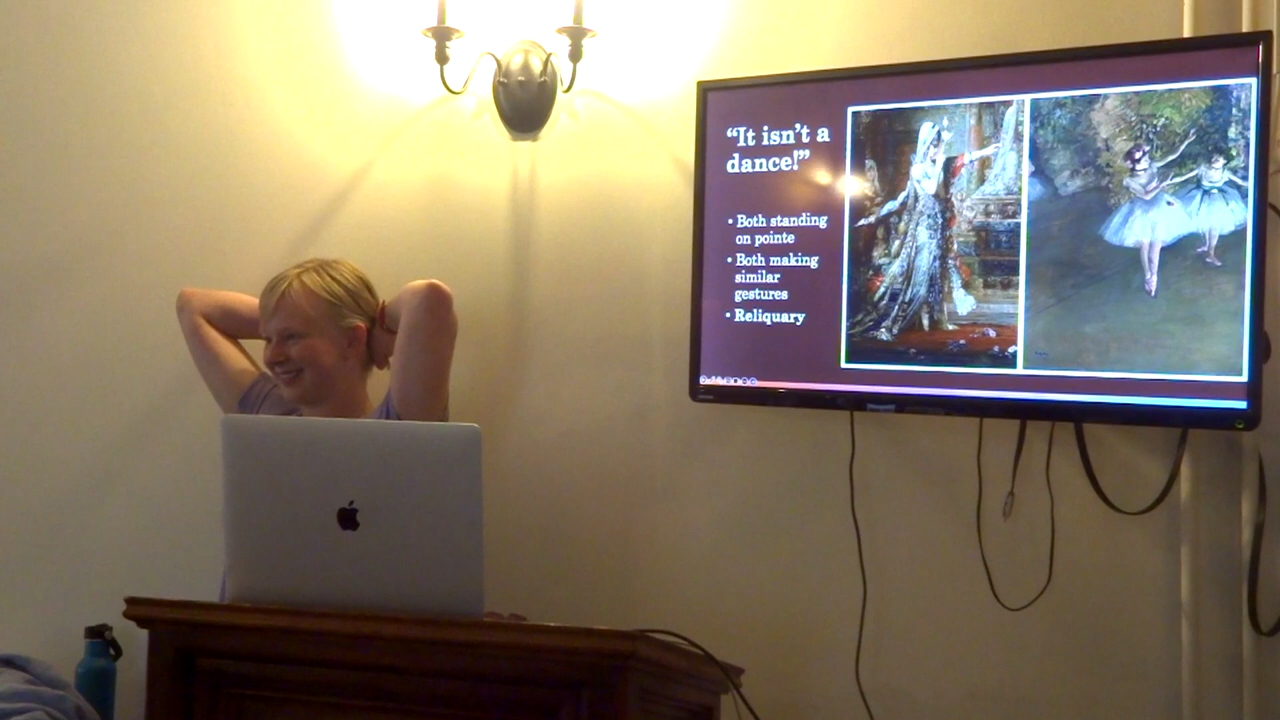 “It isn’t a
dance!”
• Both standing
on pointe
• Both making
similar
gestures
• Reliquary